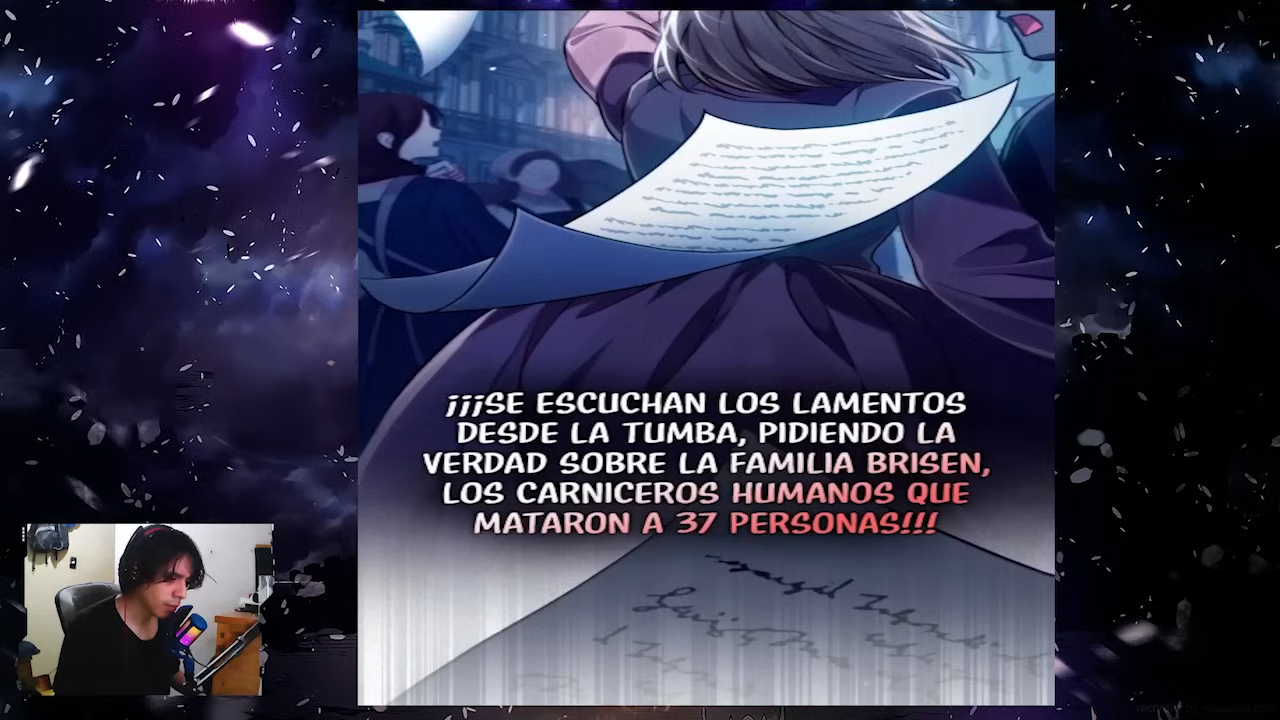 ¡¡¡SE ESCUCHAN LOS LAMENTOS
DESDE LA TUMBA, PIDIENDO LA
VERDAD SOBRE LA FAMILIA BRISEN,
LOS CARNICEROS HUMANOS QUE
MATARON A 37 PERSONAS!!!